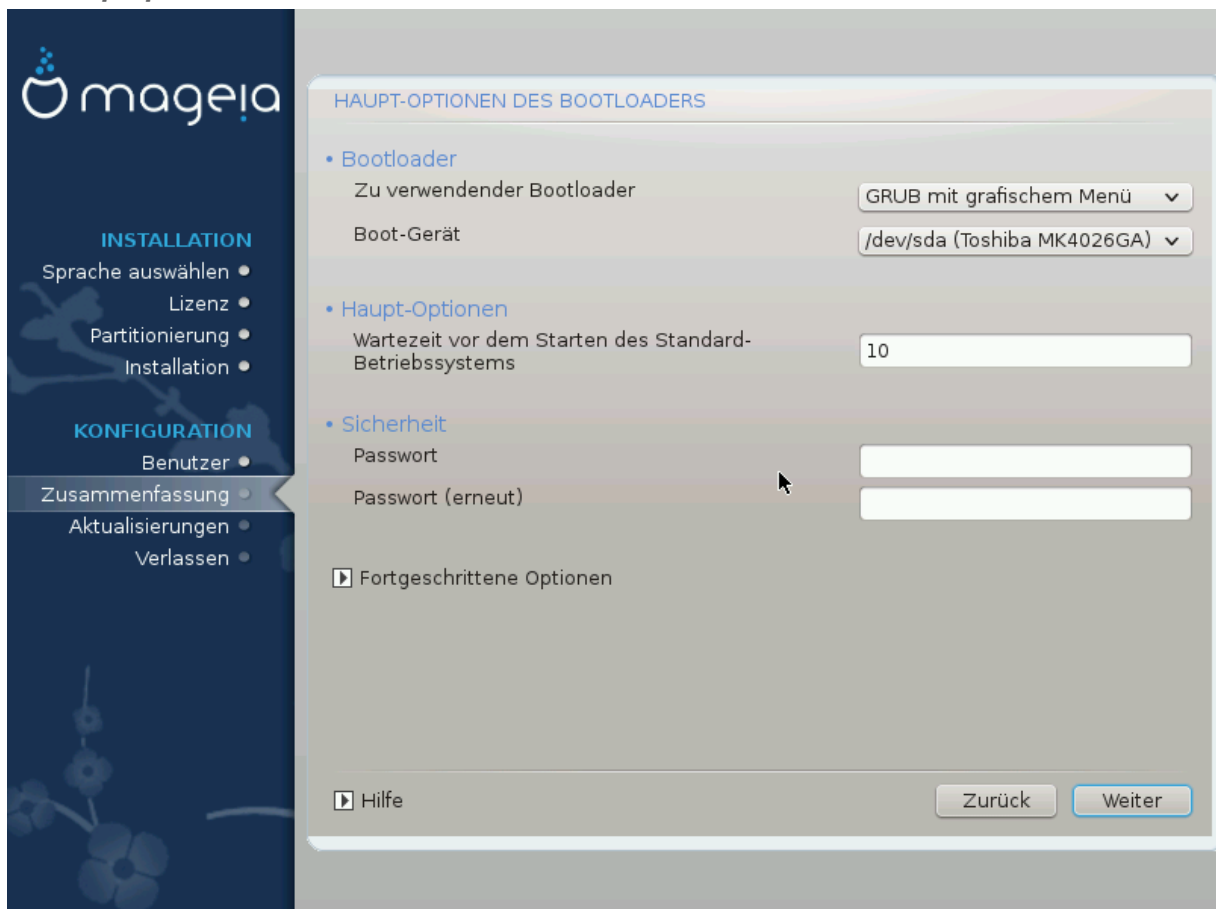 mageia
INSTALLATION
Sprache auswählen
Lizenz
Partitionierung
Installation
KONFIGURATION
Benutzer
Zusammenfassung
Aktualisierungen
Verlassen
HAUPT-OPTIONEN DES BOOTLOADERS
• Bootloader
Zu verwendender Bootloader
GRUB mit grafischem Menü
Boot-Gerät
/dev/sda (Toshiba MK4026GA)
• Haupt-Optionen
Wartezeit vor dem Starten des Standard-
Betriebssystems
10
• Sicherheit
Passwort
Passwort (erneut)
Fortgeschrittene Optionen
Hilfe
Zurück
Weiter